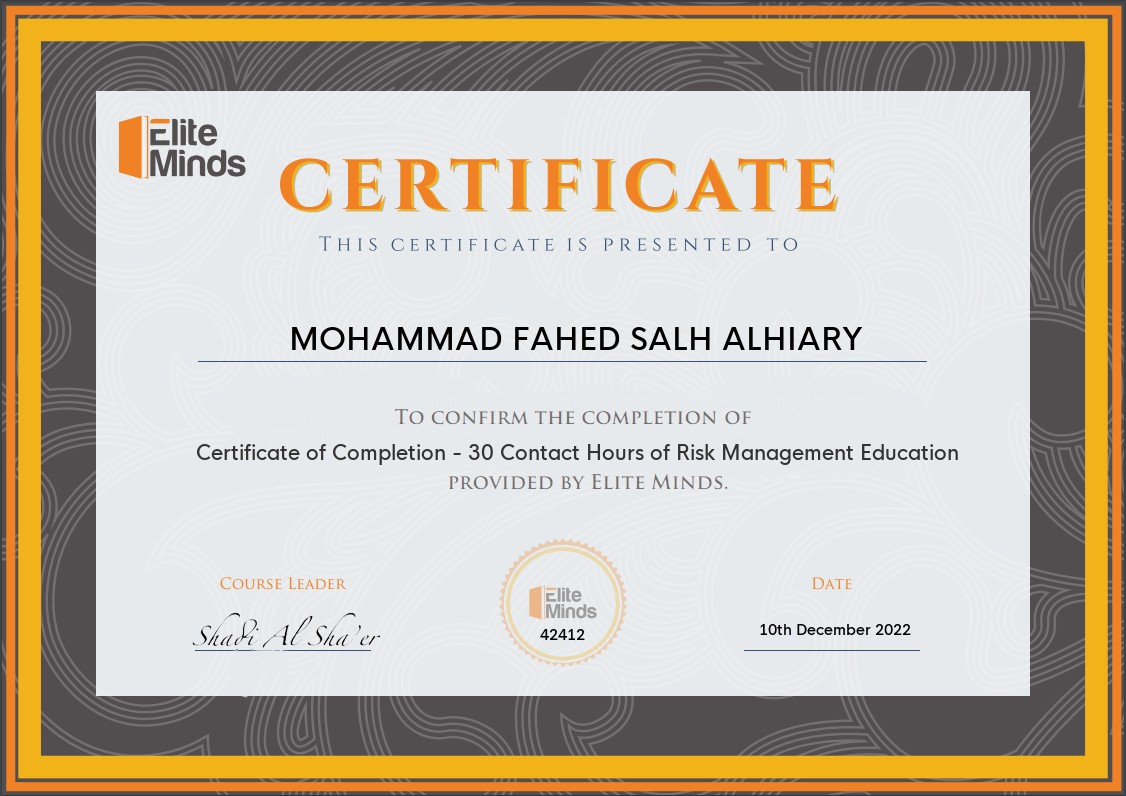 Elite
Minds
CERTIFICATE
THIS CERTIFICATE IS PRESENTED TO
MOHAMMAD FAHED SALH ALHIARY
TO CONFIRM THE COMPLETION OF
Certificate of Completion - 30 Contact Hours of Risk Management Education
PROVIDED BY ELITE MINDS.
COURSE LEADER
Shadi Al Sha'er
Elite
Minds
42412
DATE
10th December 2022